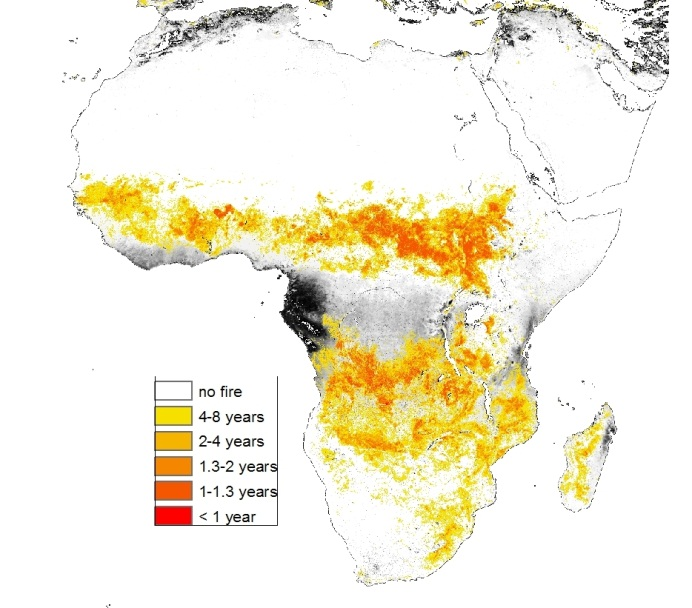 no fire
4-8 years
2-4 years
1.3-2 years
1-1.3 years
< 1 year